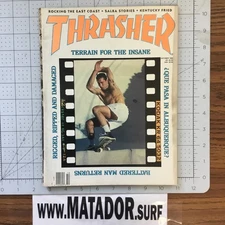 ROCKING THE EAST COAST • SALBA STORIES • KENTUCKY FRIED
THRASHER
TERRAIN FOR THE INSANE
RIGGED, RIPPED AND DAMAGED
¿QUE PASA IN ALBUQUERQUE?
BATTERED MAN RETURNS
WWW.MATADOR.SURF